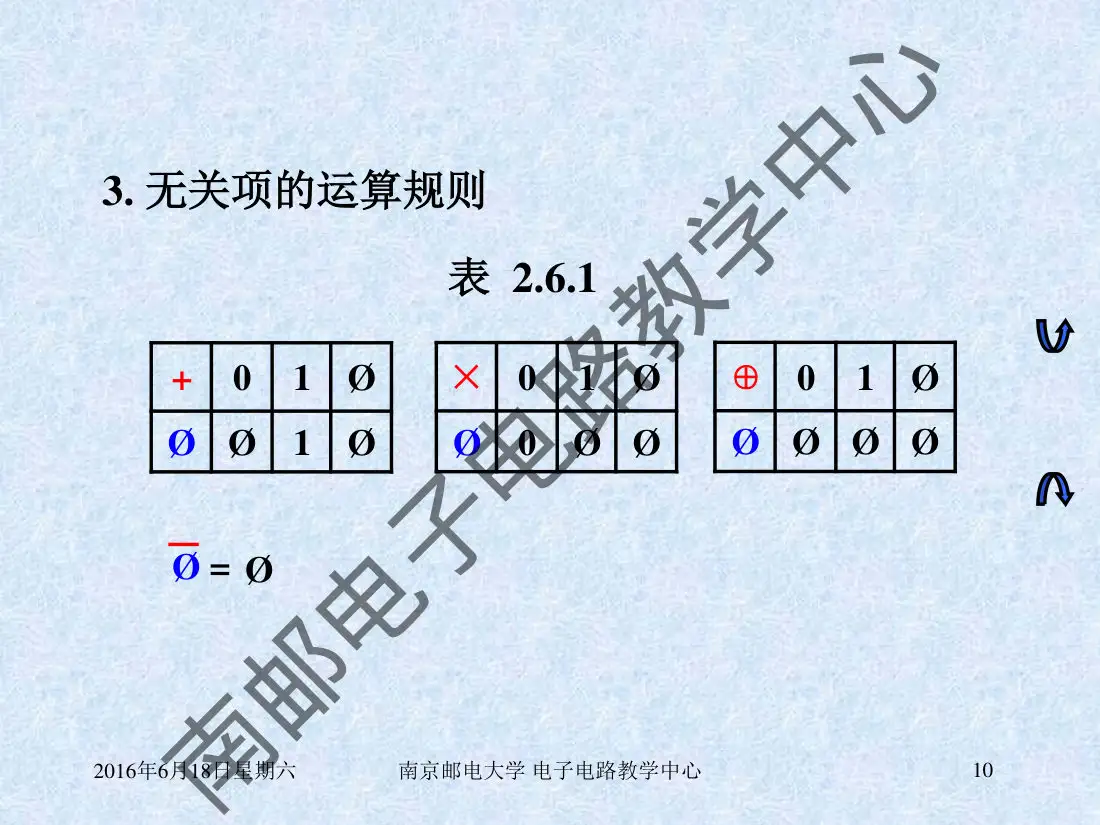 3. 无关项的运算规则
表 2.6.1
+ 0 1 Ø
Ø Ø 1 Ø
× 0 1 Ø
Ø 0 Ø Ø
⊕ 0 1 Ø
Ø Ø Ø Ø
Ø̅ = Ø
南邮电子电路教学中心
2016年6月18日星期六
南京邮电大学 电子电路教学中心
10